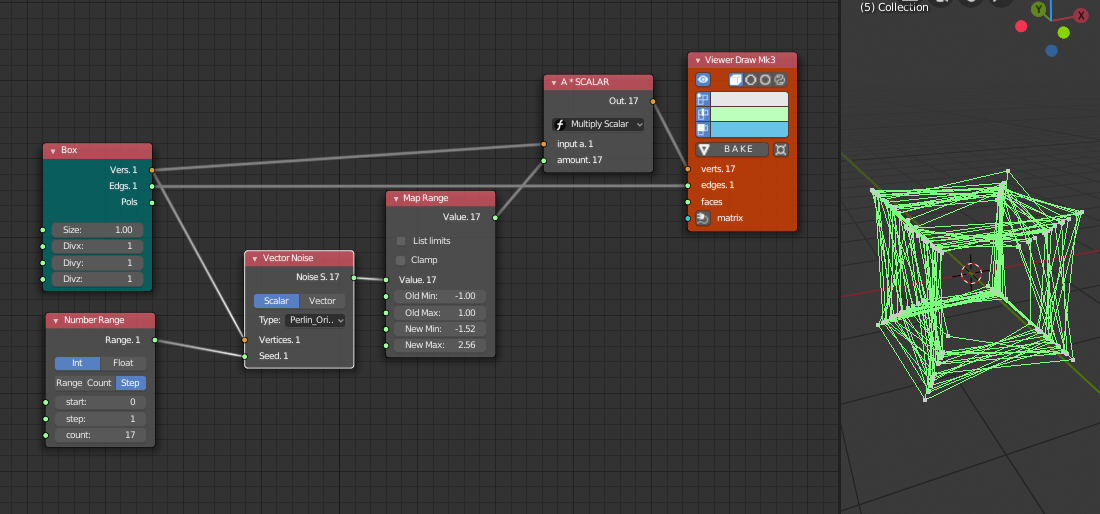 Box
Vers. 1
Edgs. 1
Pols
Size: 1.00
Divx: 1
Divy: 1
Divz: 1
Number Range
Range. 1
Int Float
Range Count Step
start: 0
step: 1
count: 17
Vector Noise
Noise S. 17
Scalar Vector
Type: Perlin_Ori..
Vertices. 1
Seed. 1
Map Range
Value. 17
List limits
Clamp
Value. 17
Old Min: -1.00
Old Max: 1.00
New Min: -1.52
New Max: 2.56
A * SCALAR
Out. 17
Multiply Scalar
input a. 1
amount. 17
Viewer Draw Mk3
BAKE
verts. 17
edges. 1
faces
matrix
(5) Collection
Y
X